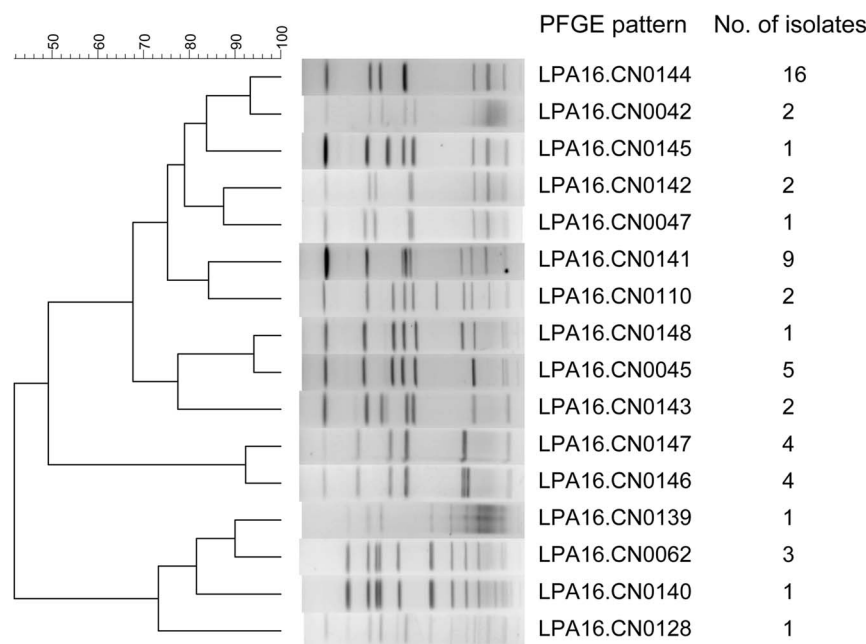 PFGE pattern No. of isolates
50 60 70 80 90 100
LPA16.CN0144 16
LPA16.CN0042 2
LPA16.CN0145 1
LPA16.CN0142 2
LPA16.CN0047 1
LPA16.CN0141 9
LPA16.CN0110 2
LPA16.CN0148 1
LPA16.CN0045 5
LPA16.CN0143 2
LPA16.CN0147 4
LPA16.CN0146 4
LPA16.CN0139 1
LPA16.CN0062 3
LPA16.CN0140 1
LPA16.CN0128 1